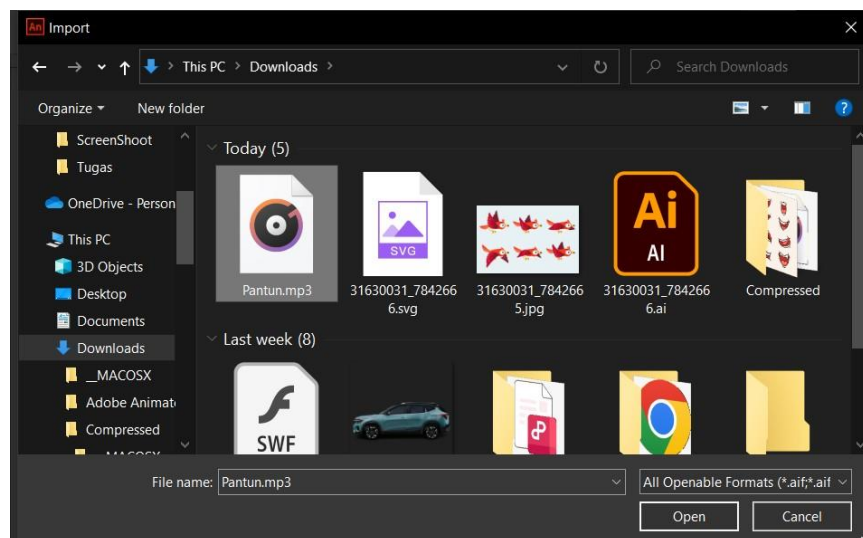 An Import
This PC > Downloads >
Search Downloads
Organize
New folder
ScreenShoot
Tugas
OneDrive - Person
This PC
3D Objects
Desktop
Documents
Downloads
__MACOSX
Adobe Animat
Compressed
Today (5)
SVG
Ai
AI
Pantun.mp3
31630031_784266
6.svg
31630031_784266
5.jpg
31630031_784266
6.ai
Compressed
Last week (8)
SWF
File name: Pantun.mp3
All Openable Formats (*.aif;*.aif
Open
Cancel